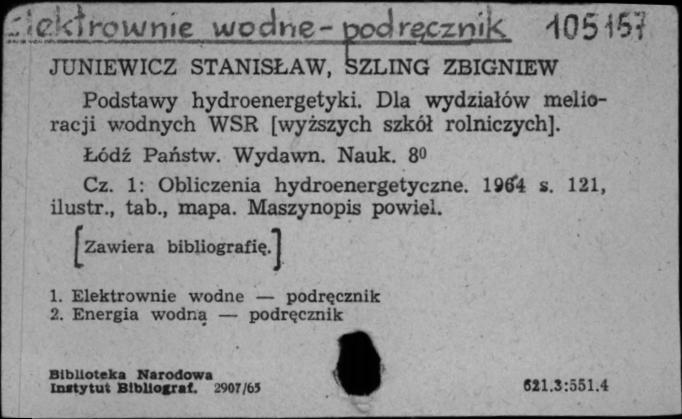 Elektrownie wodne - podręcznik 105157
JUNIEWICZ STANISŁAW, SZLING ZBIGNIEW
Podstawy hydroenergetyki. Dla wydziałów melio-
racji wodnych WSR [wyższych szkół rolniczych].
Łódź Państw. Wydawn. Nauk. 8º
Cz. 1: Obliczenia hydroenergetyczne. 1964 s. 121,
ilustr., tab., mapa. Maszynopis powiel.
[Zawiera bibliografię.]
1. Elektrownie wodne — podręcznik
2. Energia wodna — podręcznik
Biblioteka Narodowa
Instytut Bibliograf. 2907/65 621.3:551.4